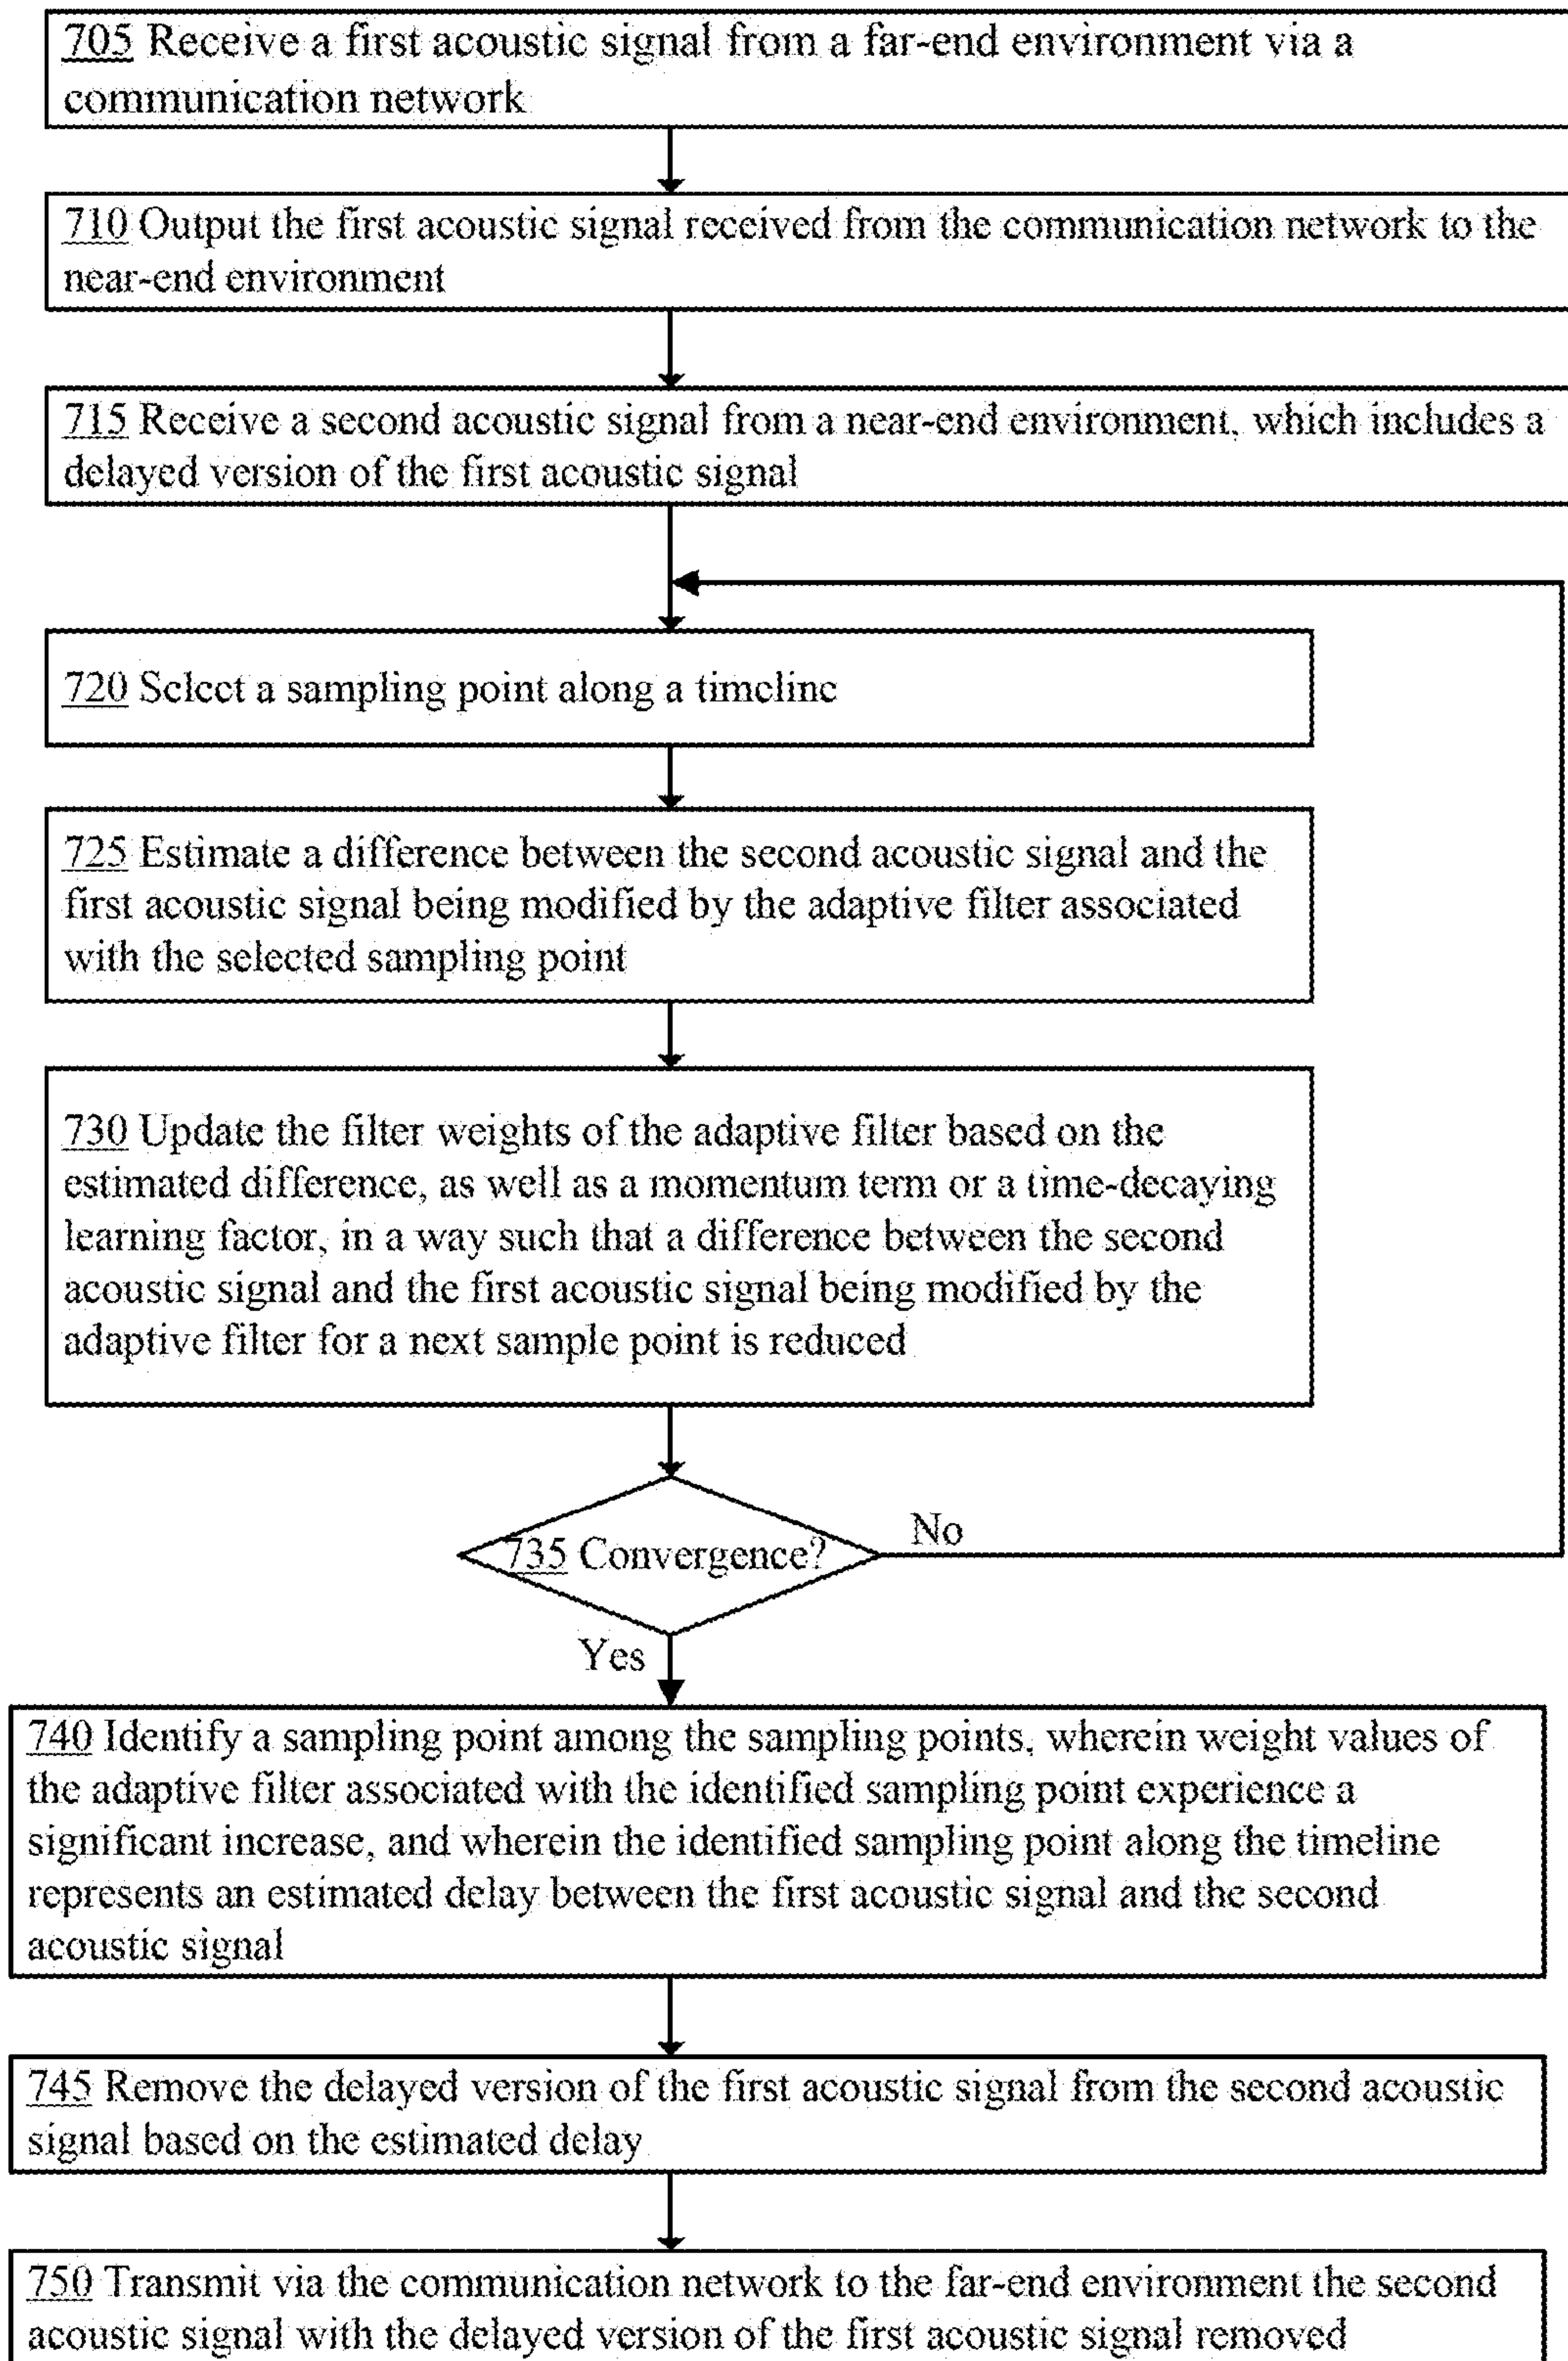 705 Receive a first acoustic signal from a far-end environment via a
communication network
710 Output the first acoustic signal received from the communication network to the
near-end environment
715 Receive a second acoustic signal from a near-end environment, which includes a
delayed version of the first acoustic signal
720 Select a sampling point along a timeline
725 Estimate a difference between the second acoustic signal and the
first acoustic signal being modified by the adaptive filter associated
with the selected sampling point
730 Update the filter weights of the adaptive filter based on the
estimated difference, as well as a momentum term or a time-decaying
learning factor, in a way such that a difference between the second
acoustic signal and the first acoustic signal being modified by the
adaptive filter for a next sample point is reduced
735 Convergence?
No
Yes
740 Identify a sampling point among the sampling points, wherein weight values of
the adaptive filter associated with the identified sampling point experience a
significant increase, and wherein the identified sampling point along the timeline
represents an estimated delay between the first acoustic signal and the second
acoustic signal
745 Remove the delayed version of the first acoustic signal from the second acoustic
signal based on the estimated delay
750 Transmit via the communication network to the far-end environment the second
acoustic signal with the delayed version of the first acoustic signal removed